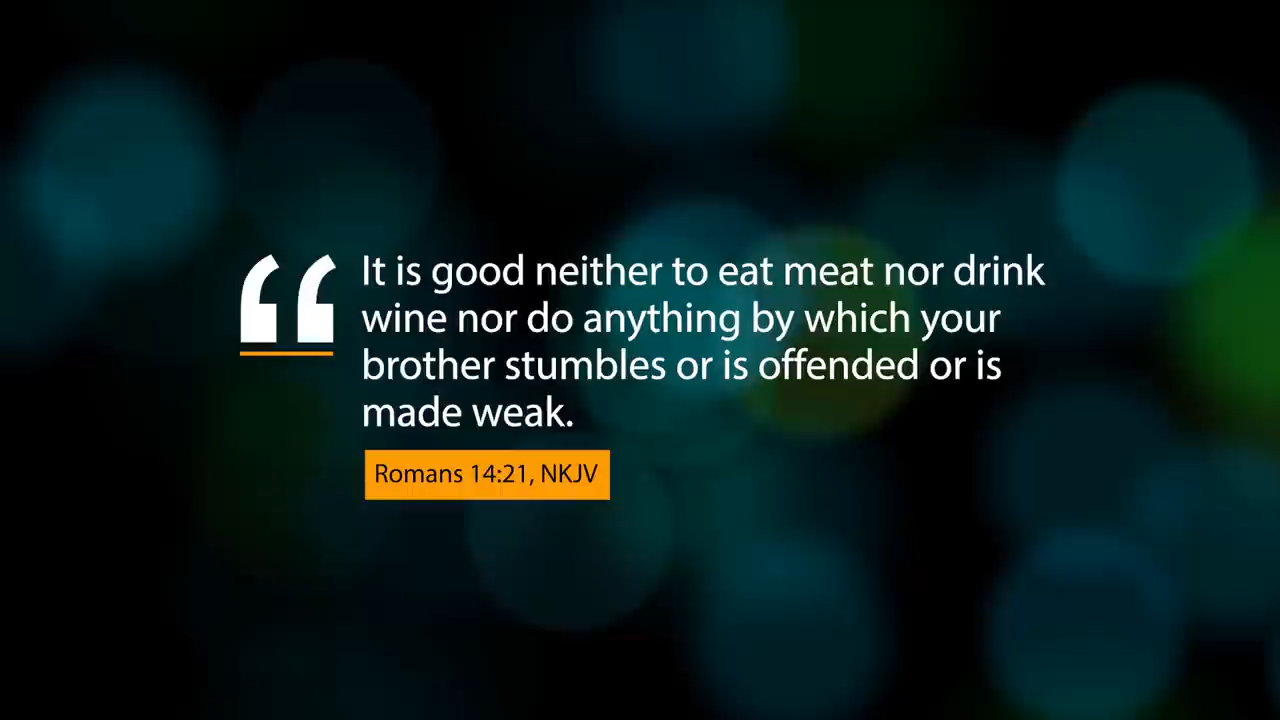 “
It is good neither to eat meat nor drink
wine nor do anything by which your
brother stumbles or is offended or is
made weak.
Romans 14:21, NKJV